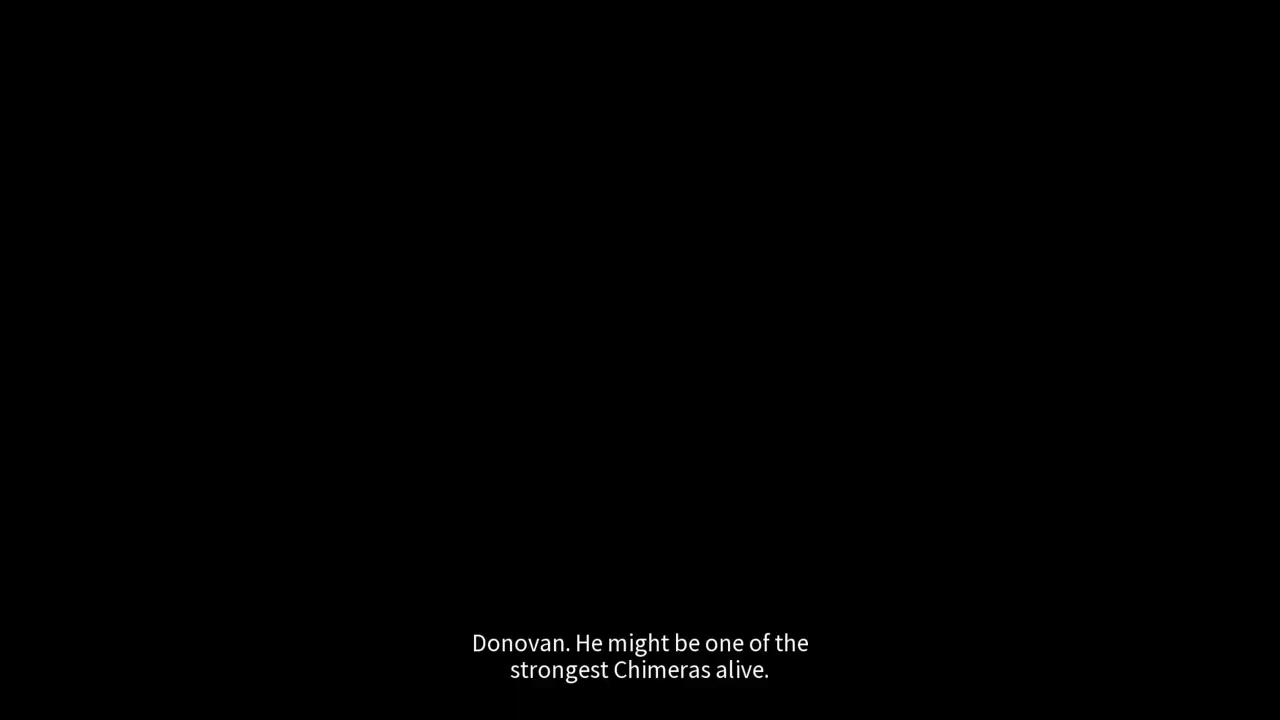 Donovan. He might be one of the
strongest Chimeras alive.